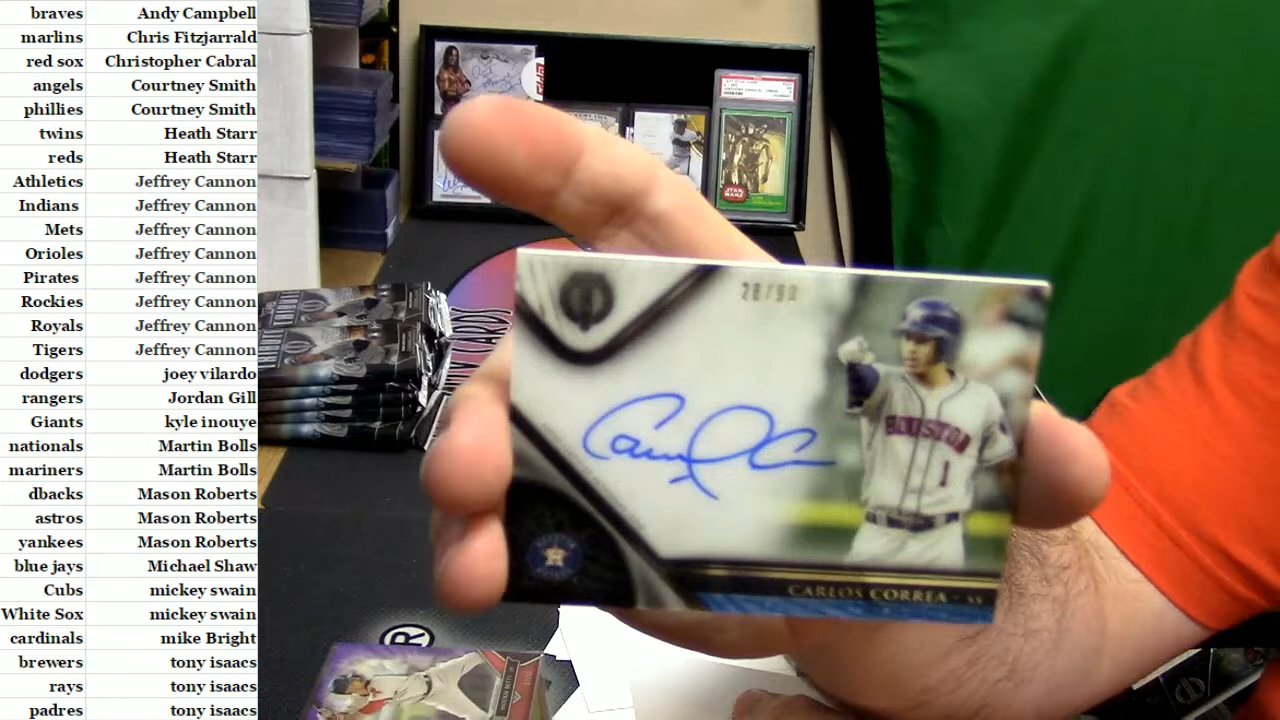 braves Andy Campbell
marlins Chris Fitzjarrald
red sox Christopher Cabral
angels Courtney Smith
phillies Courtney Smith
twins Heath Starr
reds Heath Starr
Athletics Jeffrey Cannon
Indians Jeffrey Cannon
Mets Jeffrey Cannon
Orioles Jeffrey Cannon
Pirates Jeffrey Cannon
Rockies Jeffrey Cannon
Royals Jeffrey Cannon
Tigers Jeffrey Cannon
dodgers joey vilardo
rangers Jordan Gill
Giants kyle inouye
nationals Martin Bolls
mariners Martin Bolls
dbacks Mason Roberts
astros Mason Roberts
yankees Mason Roberts
blue jays Michael Shaw
Cubs mickey swain
White Sox mickey swain
cardinals mike Bright
brewers tony isaacs
rays tony isaacs
padres tony isaacs
STAR
WARS
TRIBUTE
CARDS
HOUSTON
1
CARLOS CORREA - SS
®